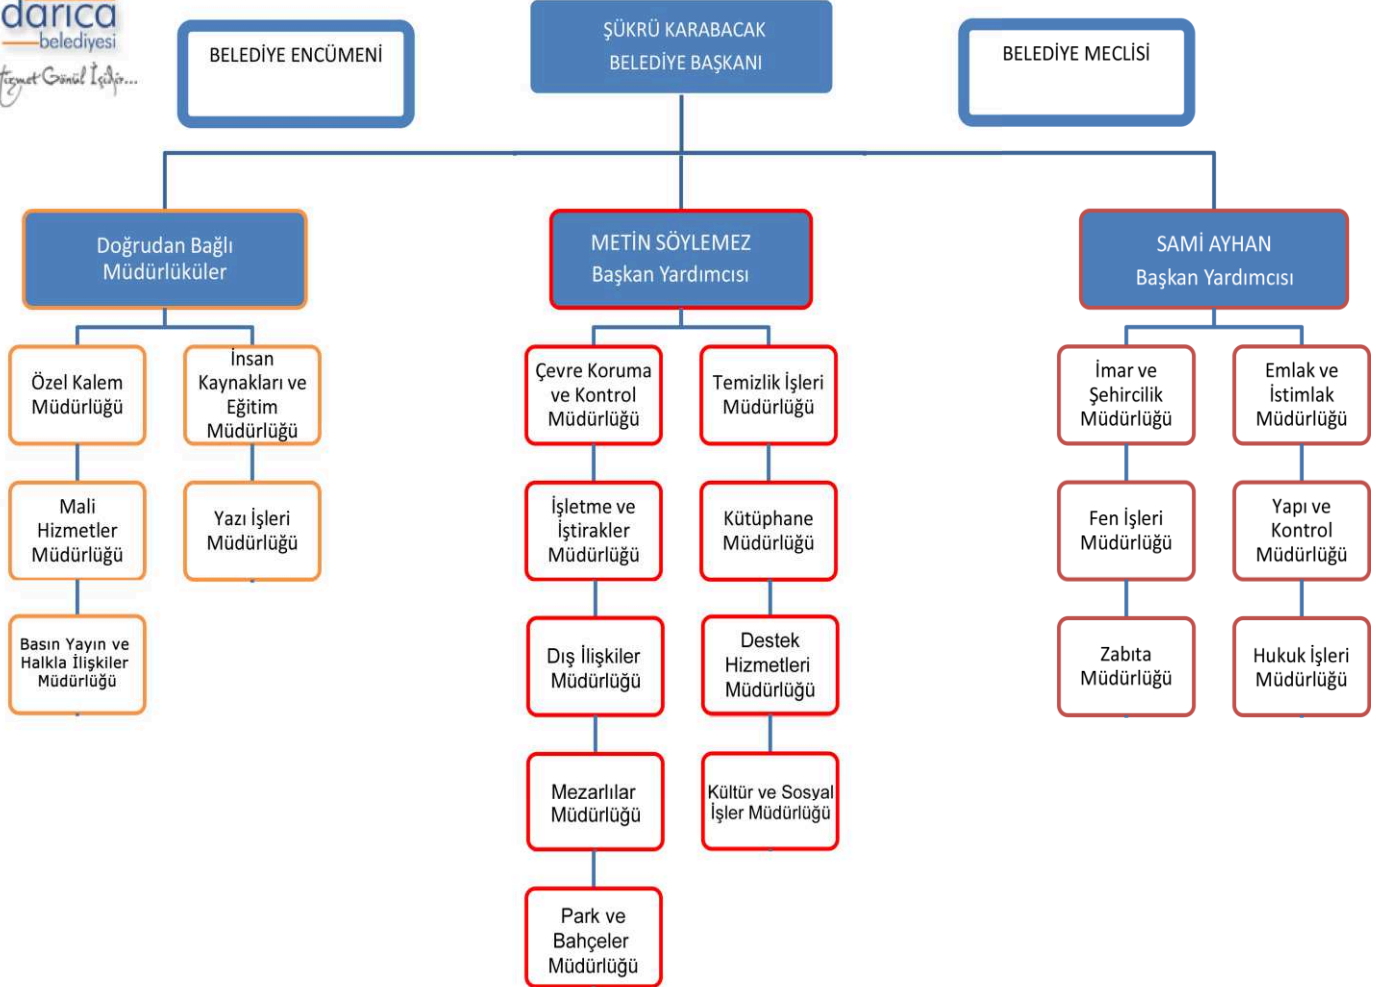 darıca
belediyesi
Hizmet Gönül İşidir...
BELEDİYE ENCÜMENİ
ŞÜKRÜ KARABACAK
BELEDİYE BAŞKANI
BELEDİYE MECLİSİ
Doğrudan Bağlı
Müdürlüküler
METİN SÖYLEMEZ
Başkan Yardımcısı
SAMİ AYHAN
Başkan Yardımcısı
Özel Kalem
Müdürlüğü
İnsan
Kaynakları ve
Eğitim
Müdürlüğü
Mali
Hizmetler
Müdürlüğü
Yazı İşleri
Müdürlüğü
Basın Yayın ve
Halkla İlişkiler
Müdürlüğü
Çevre Koruma
ve Kontrol
Müdürlüğü
Temizlik İşleri
Müdürlüğü
İşletme ve
İştirakler
Müdürlüğü
Kütüphane
Müdürlüğü
Dış İlişkiler
Müdürlüğü
Destek
Hizmetleri
Müdürlüğü
Mezarlılar
Müdürlüğü
Kültür ve Sosyal
İşler Müdürlüğü
Park ve
Bahçeler
Müdürlüğü
İmar ve
Şehircilik
Müdürlüğü
Emlak ve
İstimlak
Müdürlüğü
Fen İşleri
Müdürlüğü
Yapı ve
Kontrol
Müdürlüğü
Zabıta
Müdürlüğü
Hukuk İşleri
Müdürlüğü